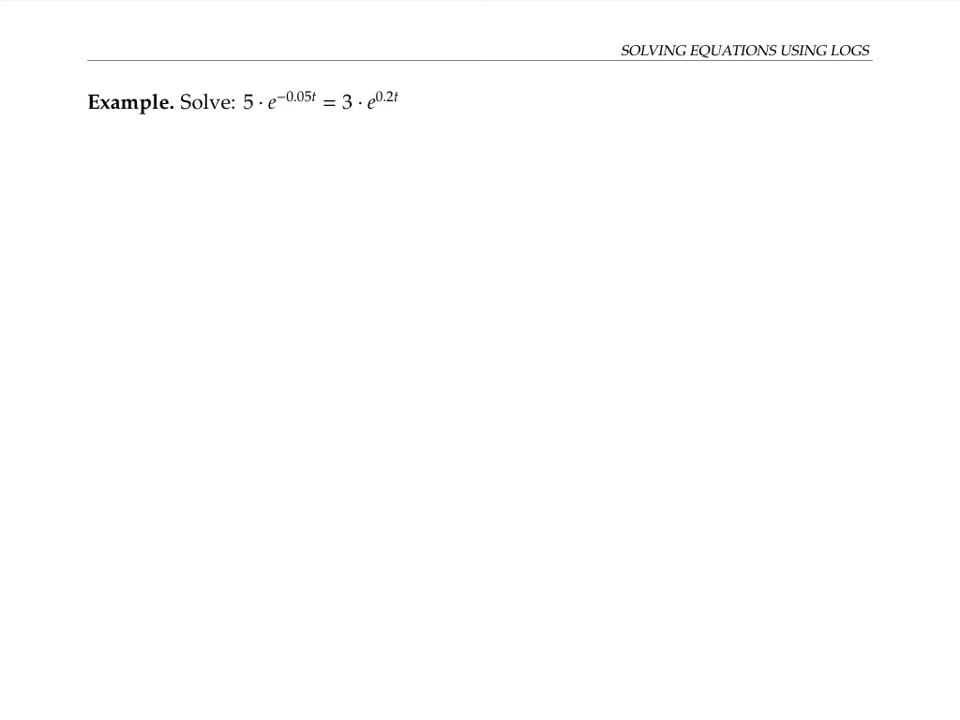 SOLVING EQUATIONS USING LOGS
Example. Solve: 5 · e^{−0.05t} = 3 · e^{0.2t}